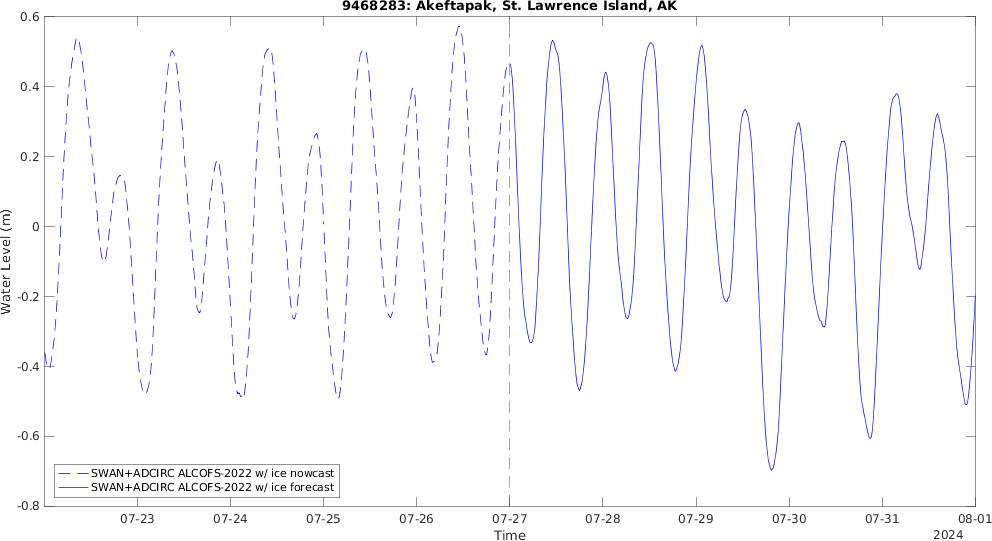 9468283: Akeftapak, St. Lawrence Island, AK
0.6
0.4
0.2
0
-0.2
-0.4
-0.6
-0.8
Water Level (m)
SWAN+ADCIRC ALCOFS-2022 w/ ice nowcast
SWAN+ADCIRC ALCOFS-2022 w/ ice forecast
07-23 07-24 07-25 07-26 07-27 07-28 07-29 07-30 07-31 08-01
Time
2024